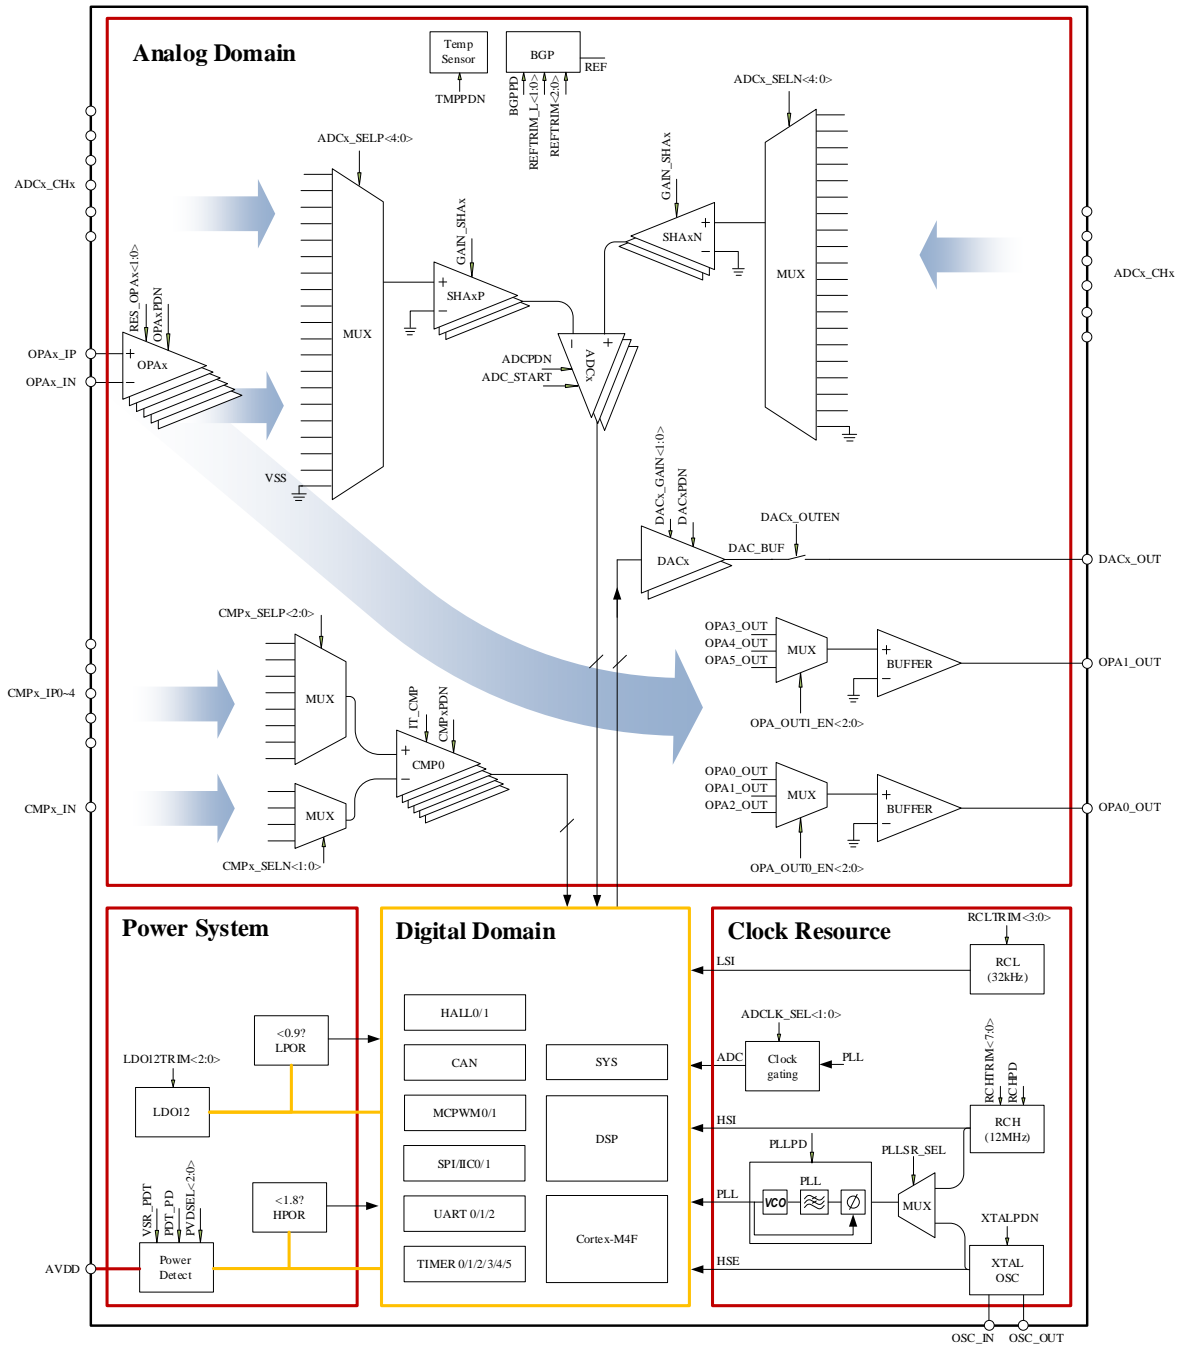 Analog Domain
Temp
Sensor
TMPPDN
BGP
REF
BGPPD
REFTRIM_L<1:0>
REFTRIM<2:0>
ADCx_SELN<4:0>
ADCx_SELP<4:0>
ADCx_CHx
MUX
GAIN_SHAx
SHAxP
+
−
GAIN_SHAx
SHAxN
+
−
MUX
ADCx_CHx
RES_OPAx<1:0>
OPAxPDN
OPAx_IP
OPAx_IN
OPAx
+
−
ADCPDN
ADC_START
ADCx
−
+
VSS
DACx_GAIN<1:0>
DACxPDN
DACx
DAC_BUF
DACx_OUTEN
DACx_OUT
CMPx_SELP<2:0>
MUX
CMPx_IP0~4
IT_CMP
CMPxPDN
CMP0
+
−
CMPx_IN
MUX
CMPx_SELN<1:0>
OPA3_OUT
OPA4_OUT
OPA5_OUT
MUX
+
−
BUFFER
OPA1_OUT
OPA_OUT1_EN<2:0>
OPA0_OUT
OPA1_OUT
OPA2_OUT
MUX
+
−
BUFFER
OPA0_OUT
OPA_OUT0_EN<2:0>
Power System
<0.9?
LPOR
LDO12TRIM<2:0>
LDO12
<1.8?
HPOR
VSR_PDT
PDT_PD
PVDSEL<2:0>
Power
Detect
AVDD
Digital Domain
HALL0/1
CAN
MCPWM0/1
SPI/IIC0/1
UART 0/1/2
TIMER 0/1/2/3/4/5
SYS
DSP
Cortex-M4F
Clock Resource
RCLTRIM<3:0>
LSI
RCL
(32kHz)
ADCLK_SEL<1:0>
ADC
Clock
gating
PLL
RCHTRIM<7:0>
RCHPD
HSI
RCH
(12MHz)
PLLPD
PLLSR_SEL
PLL
PLL
VCO
Ø
MUX
XTALPDN
HSE
XTAL
OSC
OSC_IN
OSC_OUT